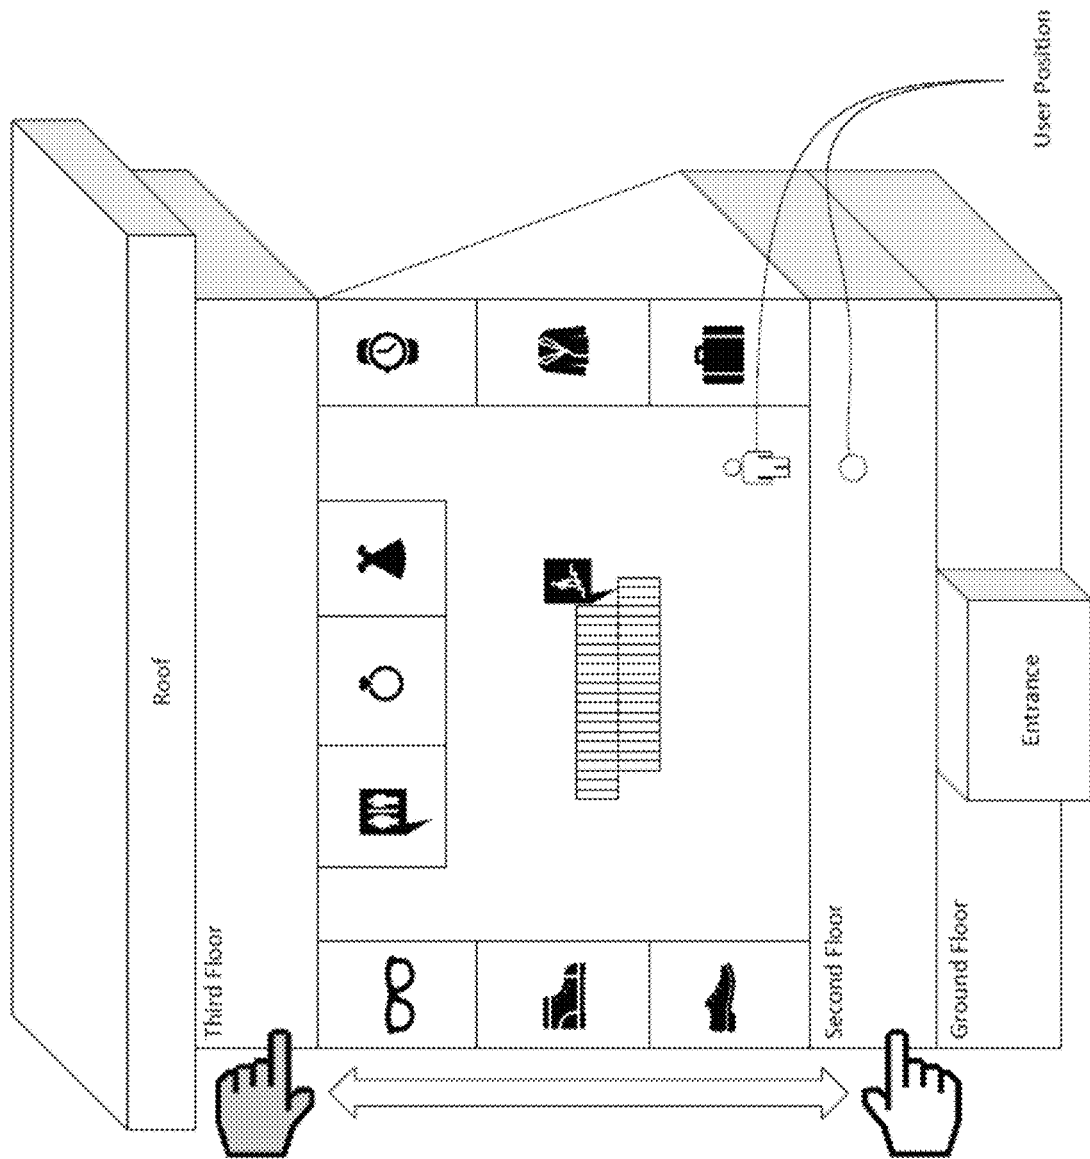 Roof
Third Floor
Second Floor
Ground Floor
Entrance
User Position